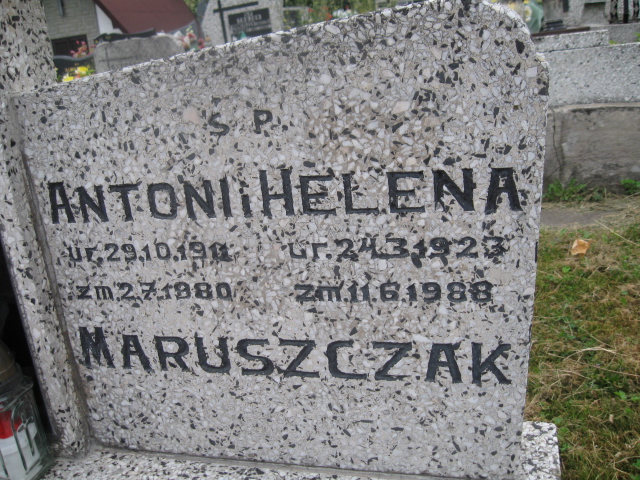 S P
ANTONI i HELENA
ur. 29.10.1911 ur. 24.3.1923
zm 2.7.1980 zm. 11.6.1988
MARUSZCZAK